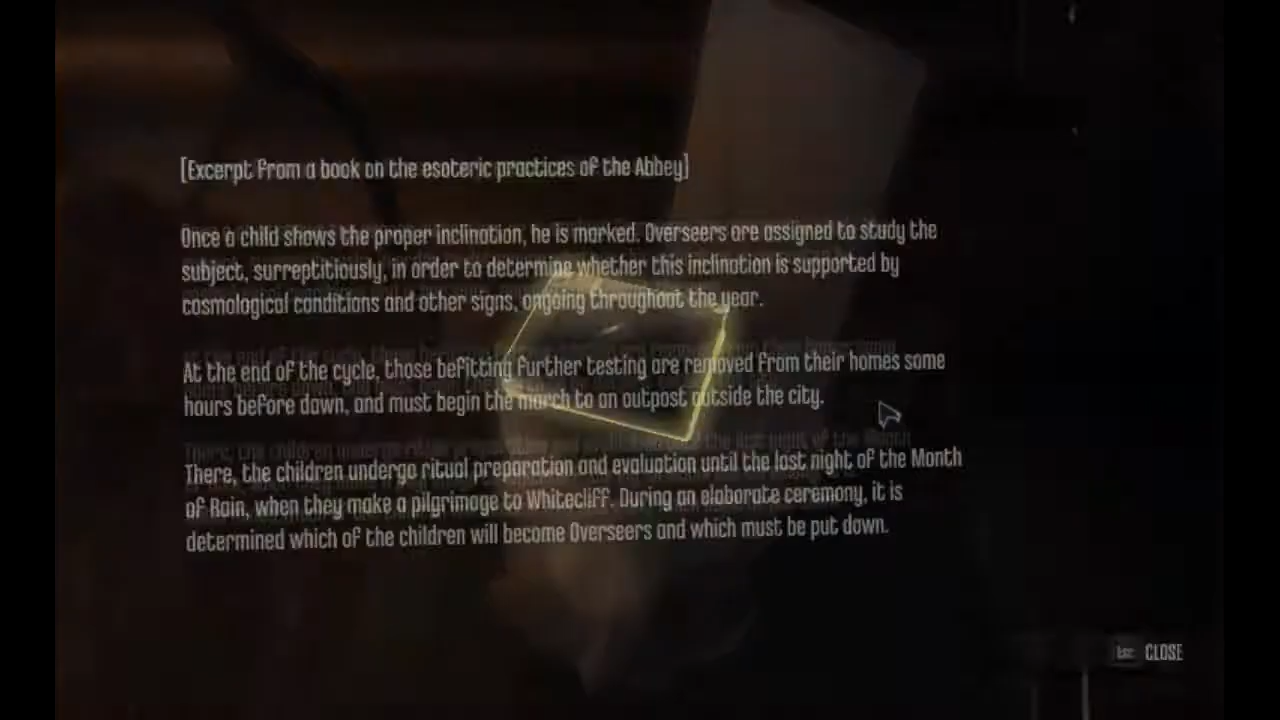 [Excerpt from a book on the esoteric practices of the Abbey]
Once a child shows the proper inclination, he is marked. Overseers are assigned to study the
subject, surreptitiously, in order to determine whether this inclination is supported by
cosmological conditions and other signs, ongoing throughout the year.
At the end of the cycle, those befitting further testing are removed from their homes some
hours before dawn, and must begin the march to an outpost outside the city.
There, the children undergo ritual preparation and evaluation until the last night of the Month
of Rain, when they make a pilgrimage to Whitecliff. During an elaborate ceremony, it is
determined which of the children will become Overseers and which must be put down.
Esc CLOSE